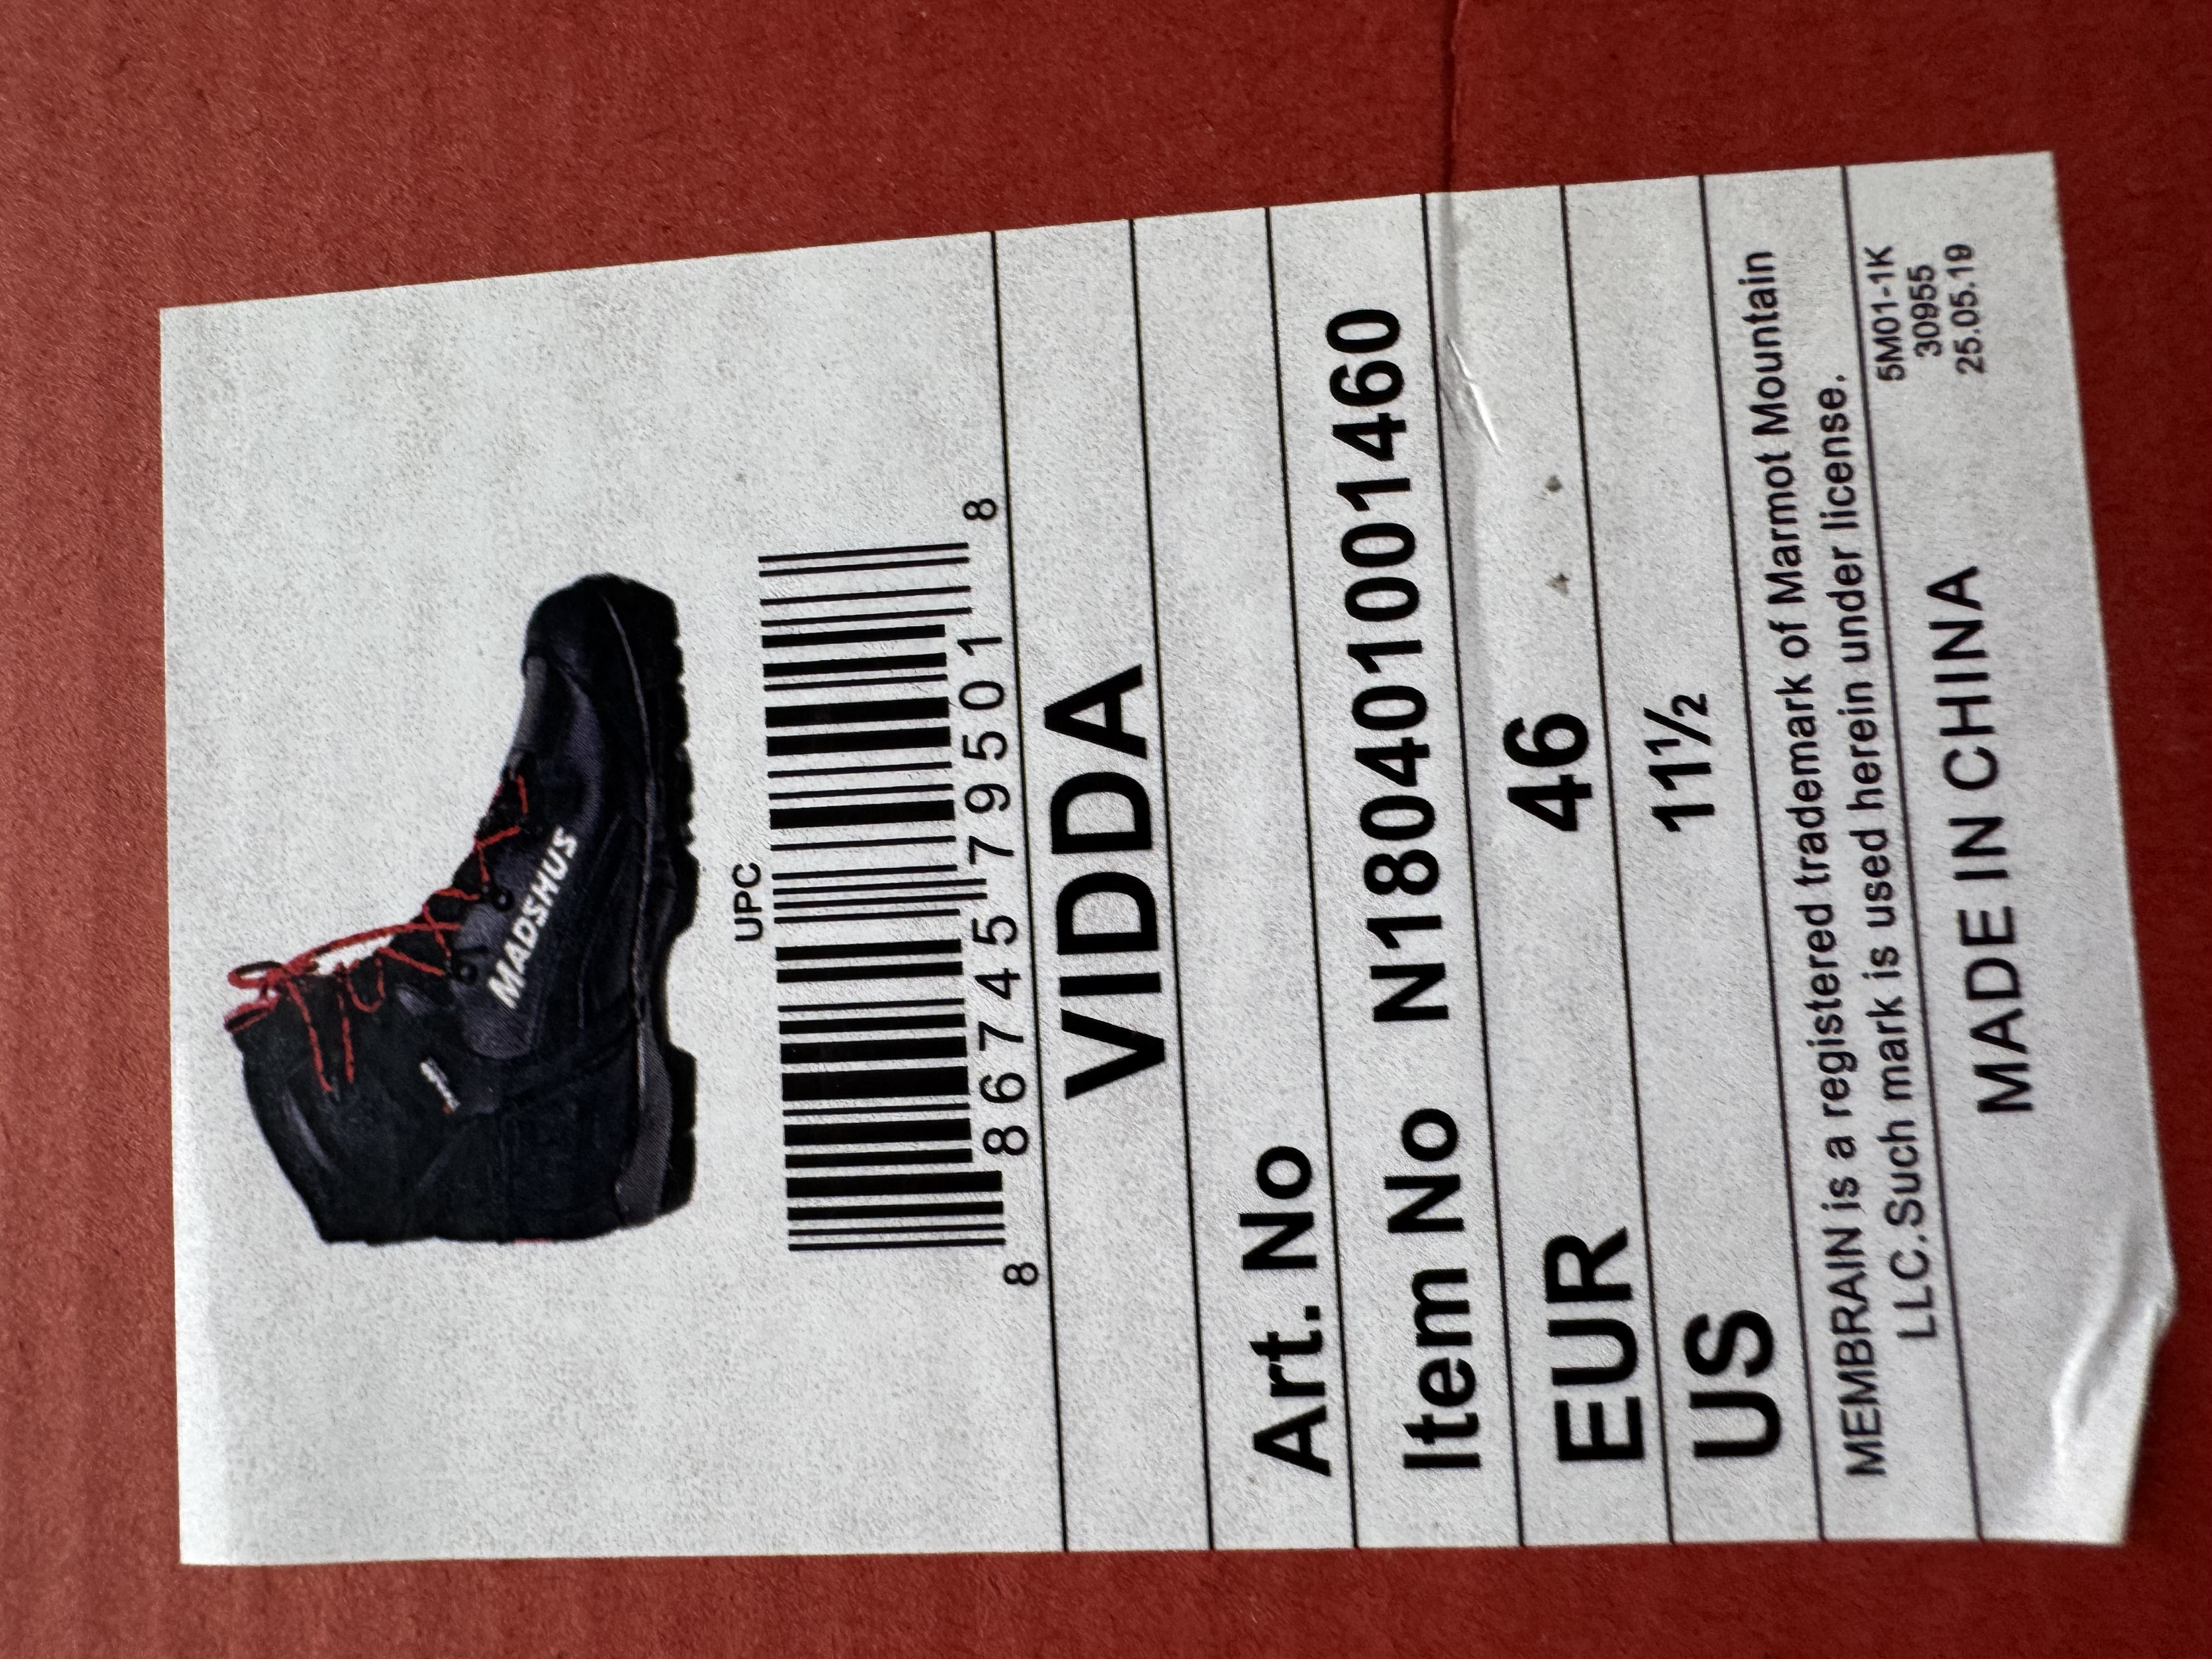 MADSHUS
UPC
8 86745 79501 8
VIDDA
Art. No
Item No N180401001460
EUR 46
US 11½
MEMBRAIN is a registered trademark of Marmot Mountain
LLC.Such mark is used herein under license.
5M01-1K
30955
25.05.19
MADE IN CHINA